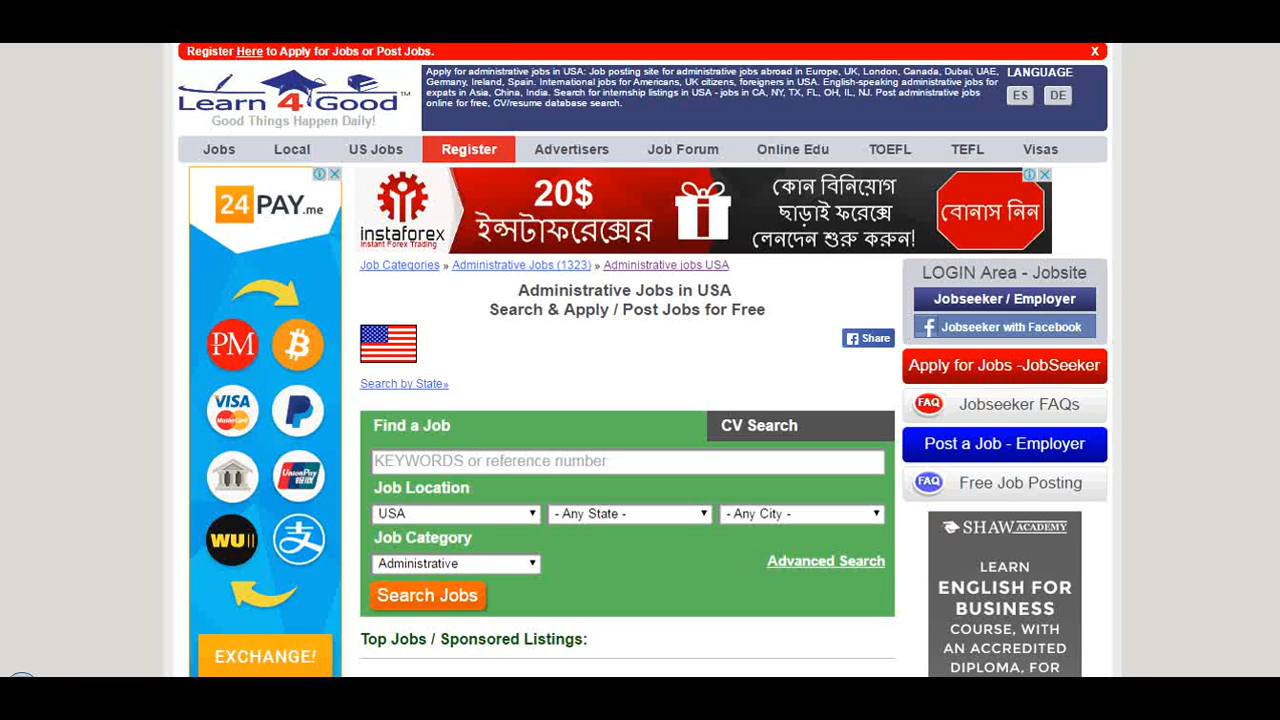 Register Here to Apply for Jobs or Post Jobs.
X
Learn4Good™
Good Things Happen Daily!
Apply for administrative jobs in USA: Job posting site for administrative jobs abroad in Europe, UK, London, Canada, Dubai, UAE,
Germany, Ireland, Spain. International jobs for Americans, UK citizens, foreigners in USA. English-speaking administrative jobs for
expats in Asia, China, India. Search for internship listings in USA - jobs in CA, NY, TX, FL, OH, IL, NJ. Post administrative jobs
online for free, CV/resume database search.
LANGUAGE
ES DE
Jobs Local US Jobs Register Advertisers Job Forum Online Edu TOEFL TEFL Visas
24 PAY.me
PM
VISA
MasterCard
UnionPay
银联
WU
支
EXCHANGE!
instaforex
Instant Forex Trading
20$
ইন্সটাফরেক্সের
কোন বিনিয়োগ
ছাড়াই ফরেক্সে
লেনদেন শুরু করুন!
বোনাস নিন
Job Categories » Administrative Jobs (1323) » Administrative jobs USA
Administrative Jobs in USA
Search & Apply / Post Jobs for Free
Share
Search by State»
Find a Job
CV Search
KEYWORDS or reference number
Job Location
USA - Any State - - Any City -
Job Category
Administrative
Advanced Search
Search Jobs
Top Jobs / Sponsored Listings:
LOGIN Area - Jobsite
Jobseeker / Employer
Jobseeker with Facebook
Apply for Jobs -JobSeeker
FAQ Jobseeker FAQs
Post a Job - Employer
FAQ Free Job Posting
SHAW ACADEMY
LEARN
ENGLISH FOR
BUSINESS
COURSE, WITH
AN ACCREDITED
DIPLOMA, FOR